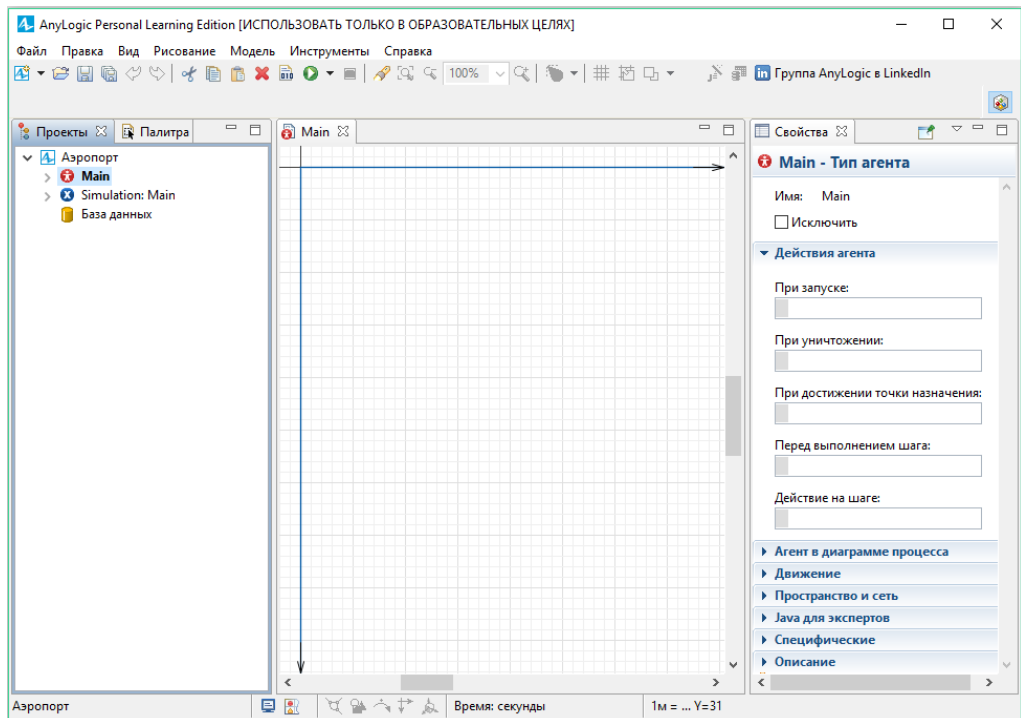 AnyLogic Personal Learning Edition [ИСПОЛЬЗОВАТЬ ТОЛЬКО В ОБРАЗОВАТЕЛЬНЫХ ЦЕЛЯХ]
Файл Правка Вид Рисование Модель Инструменты Справка
100% Группа AnyLogic в LinkedIn
Проекты Палитра
Аэропорт
Main
Simulation: Main
База данных
Main
Свойства
Main - Тип агента
Имя: Main
Исключить
Действия агента
При запуске:
При уничтожении:
При достижении точки назначения:
Перед выполнением шага:
Действие на шаге:
Агент в диаграмме процесса
Движение
Пространство и сеть
Java для экспертов
Специфические
Описание
Аэропорт Время: секунды 1м = ... Y=31